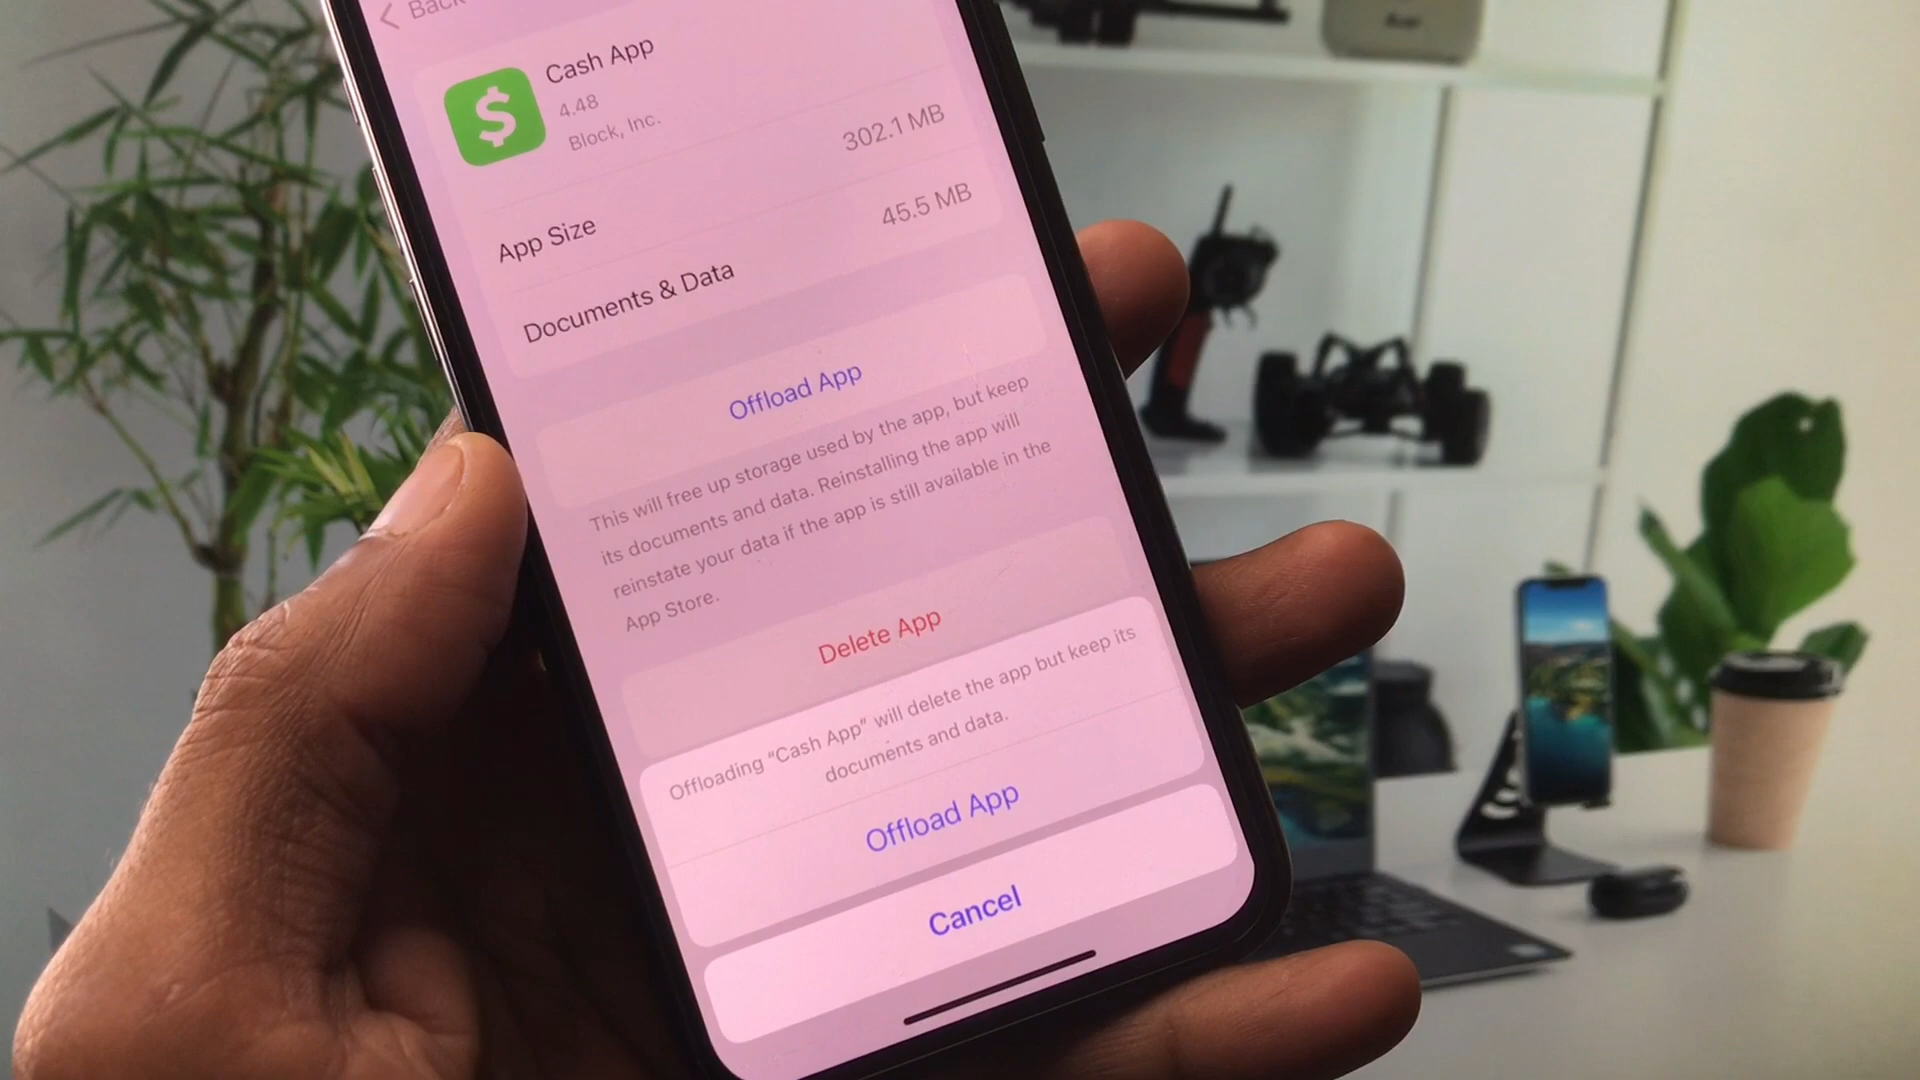 Back
Cash App
4.48
Block, Inc.
App Size 302.1 MB
Documents & Data 45.5 MB
Offload App
This will free up storage used by the app, but keep
its documents and data. Reinstalling the app will
reinstate your data if the app is still available in the
App Store.
Delete App
Offloading “Cash App” will delete the app but keep its
documents and data.
Offload App
Cancel